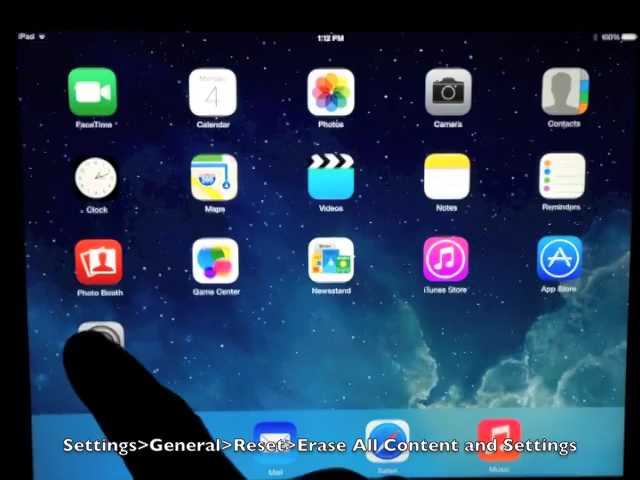 iPad 1:12 PM 100%
Monday
4
FaceTime Calendar Photos Camera Contacts
280
Clock Maps Videos Notes Reminders
Photo Booth Game Center Newsstand iTunes Store App Store
Settings>General>Reset>Erase All Content and Settings
Mail Safari Music